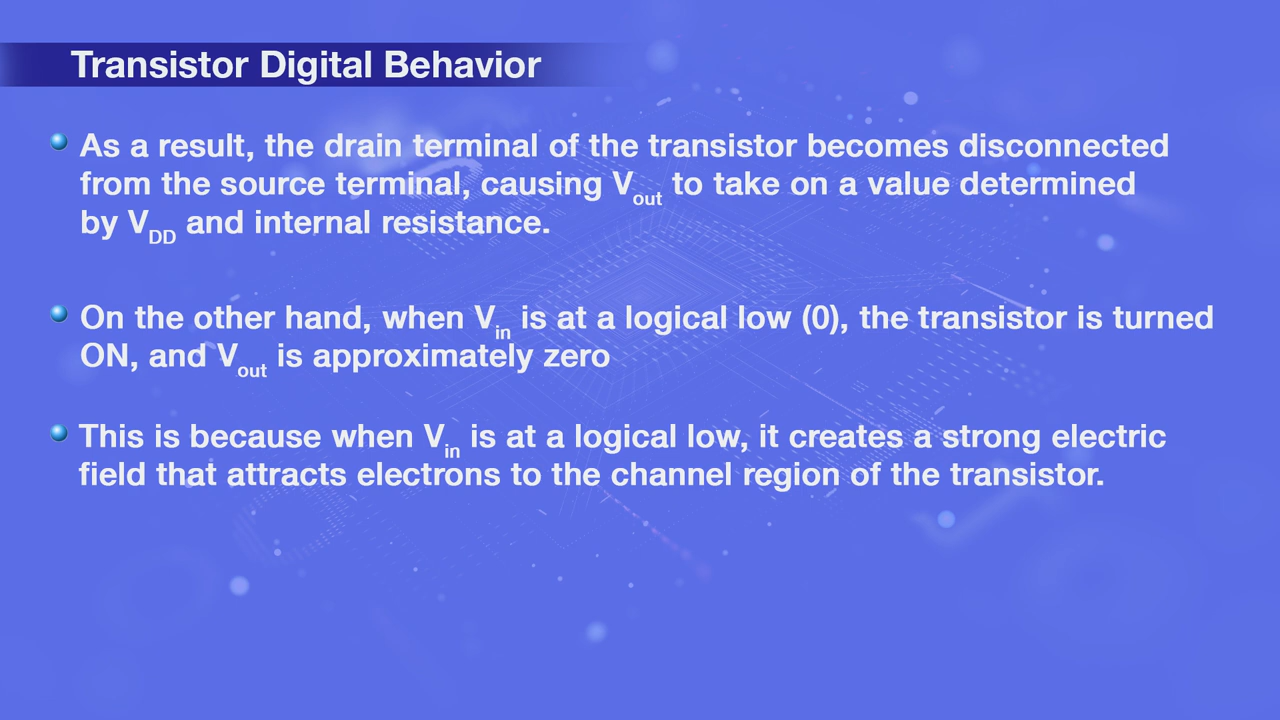 Transistor Digital Behavior
As a result, the drain terminal of the transistor becomes disconnected
from the source terminal, causing Vout to take on a value determined
by VDD and internal resistance.
On the other hand, when Vin is at a logical low (0), the transistor is turned
ON, and Vout is approximately zero
This is because when Vin is at a logical low, it creates a strong electric
field that attracts electrons to the channel region of the transistor.